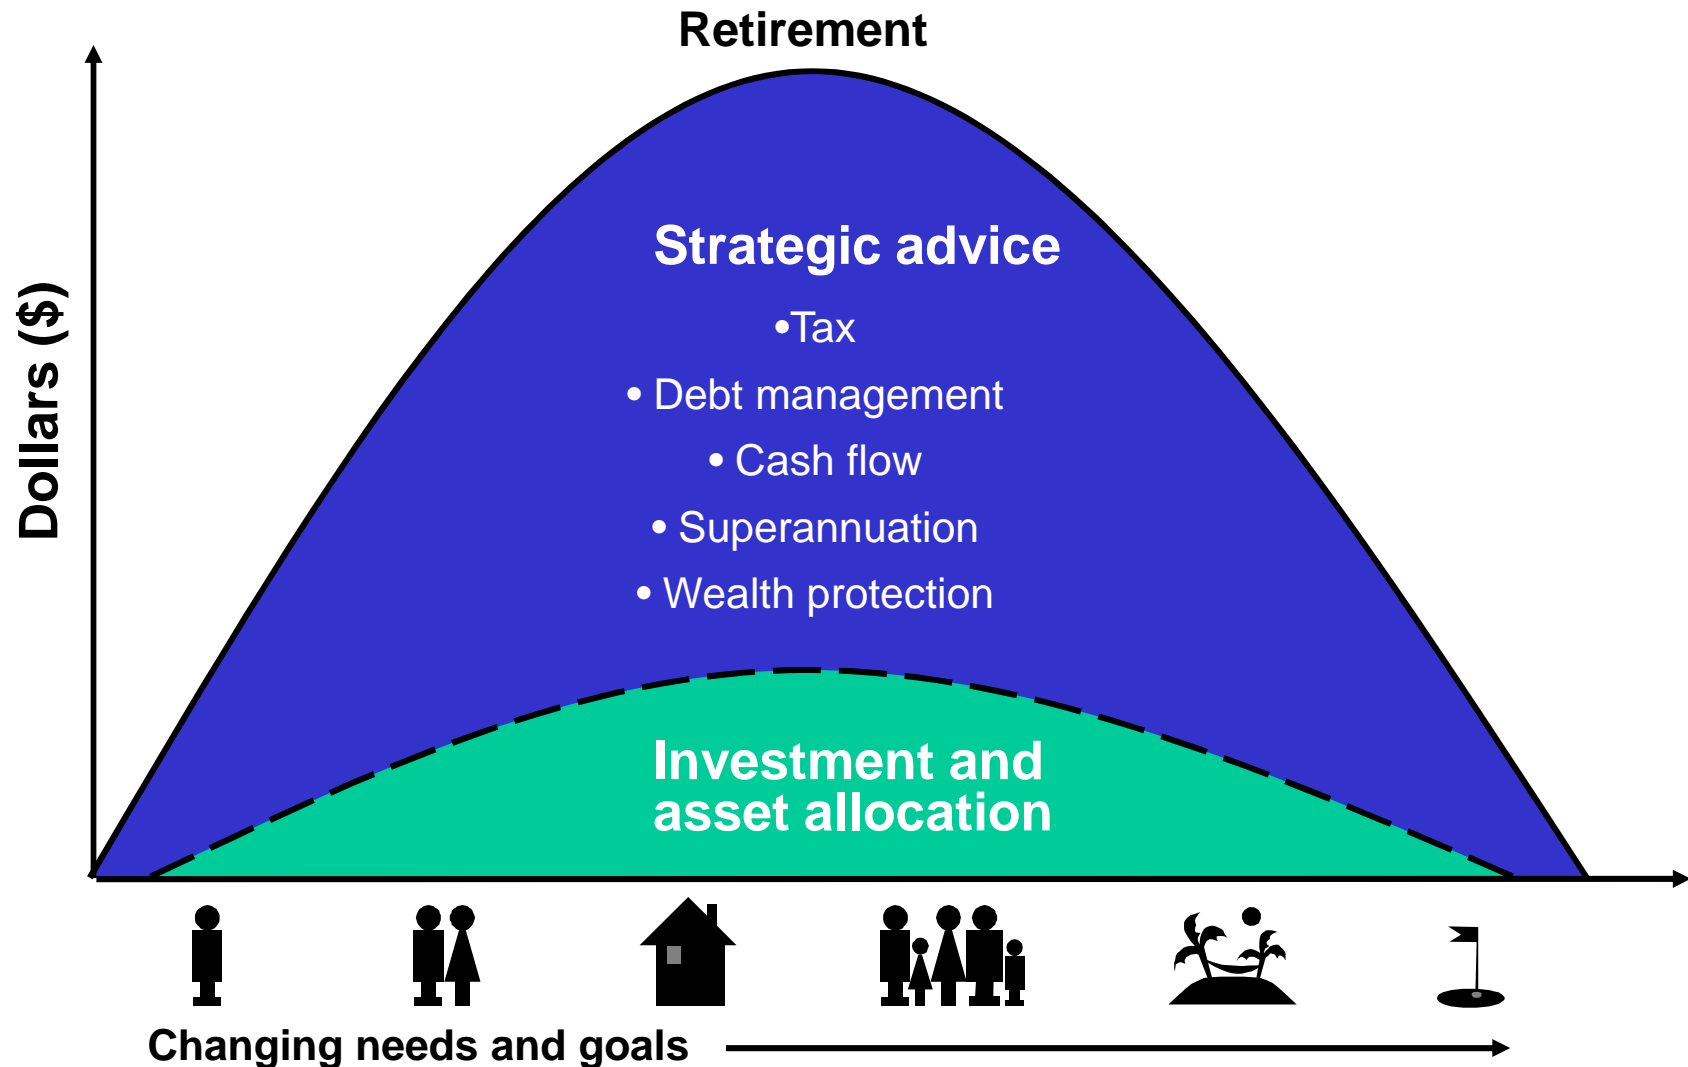 Retirement
Dollars ($)
Strategic advice
•Tax
• Debt management
• Cash flow
• Superannuation
• Wealth protection
Investment and
asset allocation
Changing needs and goals